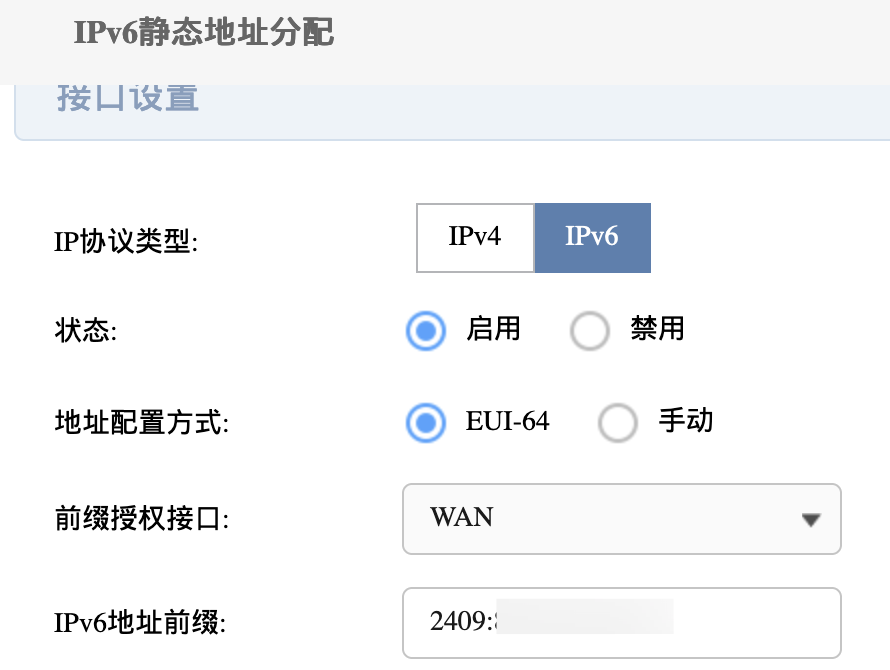 IPv6静态地址分配
接口设置
IP协议类型: IPv4 IPv6
状态: 启用 禁用
地址配置方式: EUI-64 手动
前缀授权接口: WAN
IPv6地址前缀: 2409: